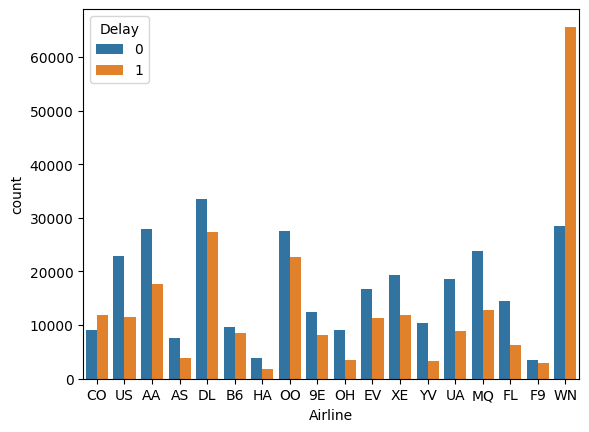 Delay
0
1
60000
50000
40000
30000
20000
10000
0
count
CO US AA AS DL B6 HA OO 9E OH EV XE YV UA MQ FL F9 WN
Airline